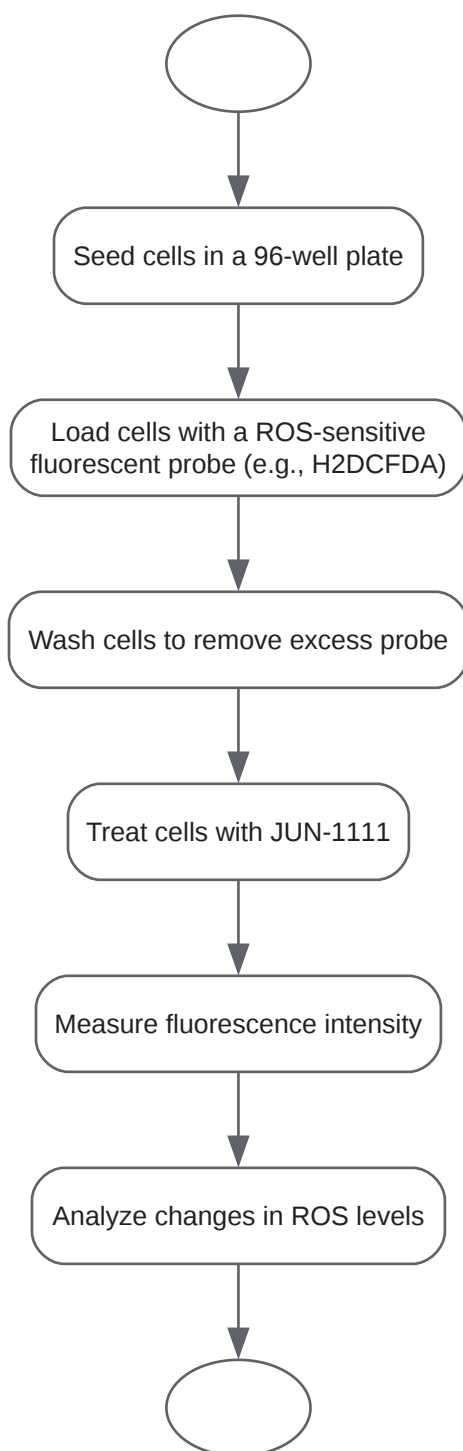 Seed cells in a 96-well plate
Load cells with a ROS-sensitive
fluorescent probe (e.g., H2DCFDA)
Wash cells to remove excess probe
Treat cells with JUN-1111
Measure fluorescence intensity
Analyze changes in ROS levels